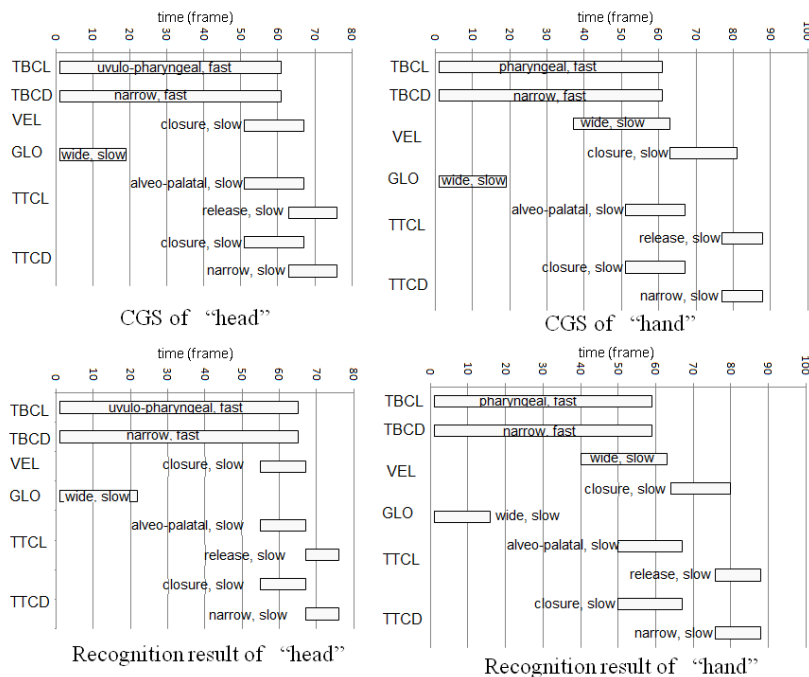 time (frame)
0 10 20 30 40 50 60 70 80
TBCL uvulo-pharyngeal, fast
TBCD narrow, fast
VEL closure, slow
GLO wide, slow
alveo-palatal, slow
TTCL
release, slow
closure, slow
TTCD
narrow, slow
CGS of “head”
time (frame)
0 10 20 30 40 50 60 70 80 90 100
TBCL pharyngeal, fast
TBCD narrow, fast
wide, slow
VEL
closure, slow
GLO wide, slow
alveo-palatal, slow
TTCL
release, slow
closure, slow
TTCD
narrow, slow
CGS of “hand”
time (frame)
0 10 20 30 40 50 60 70 80
TBCL uvulo-pharyngeal, fast
TBCD narrow, fast
VEL closure, slow
GLO wide, slow
alveo-palatal, slow
TTCL
release, slow
closure, slow
TTCD
narrow, slow
Recognition result of “head”
time (frame)
0 10 20 30 40 50 60 70 80 90 100
TBCL pharyngeal, fast
TBCD narrow, fast
wide, slow
VEL
closure, slow
GLO wide, slow
alveo-palatal, slow
TTCL
release, slow
closure, slow
TTCD
narrow, slow
Recognition result of “hand”